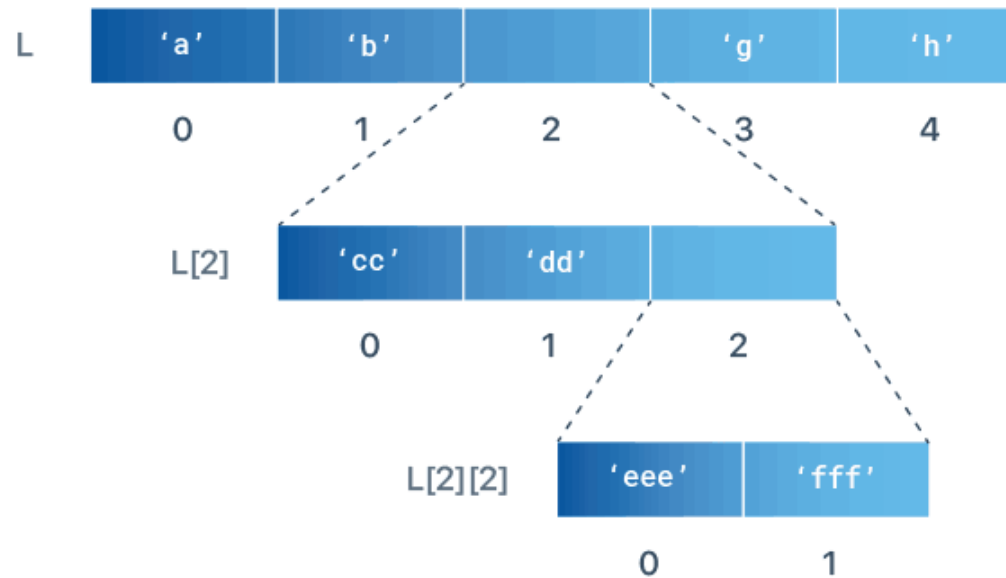 L ‘a’ ‘b’ ‘g’ ‘h’
0 1 2 3 4
L[2] ‘cc’ ‘dd’
0 1 2
L[2][2] ‘eee’ ‘fff’
0 1